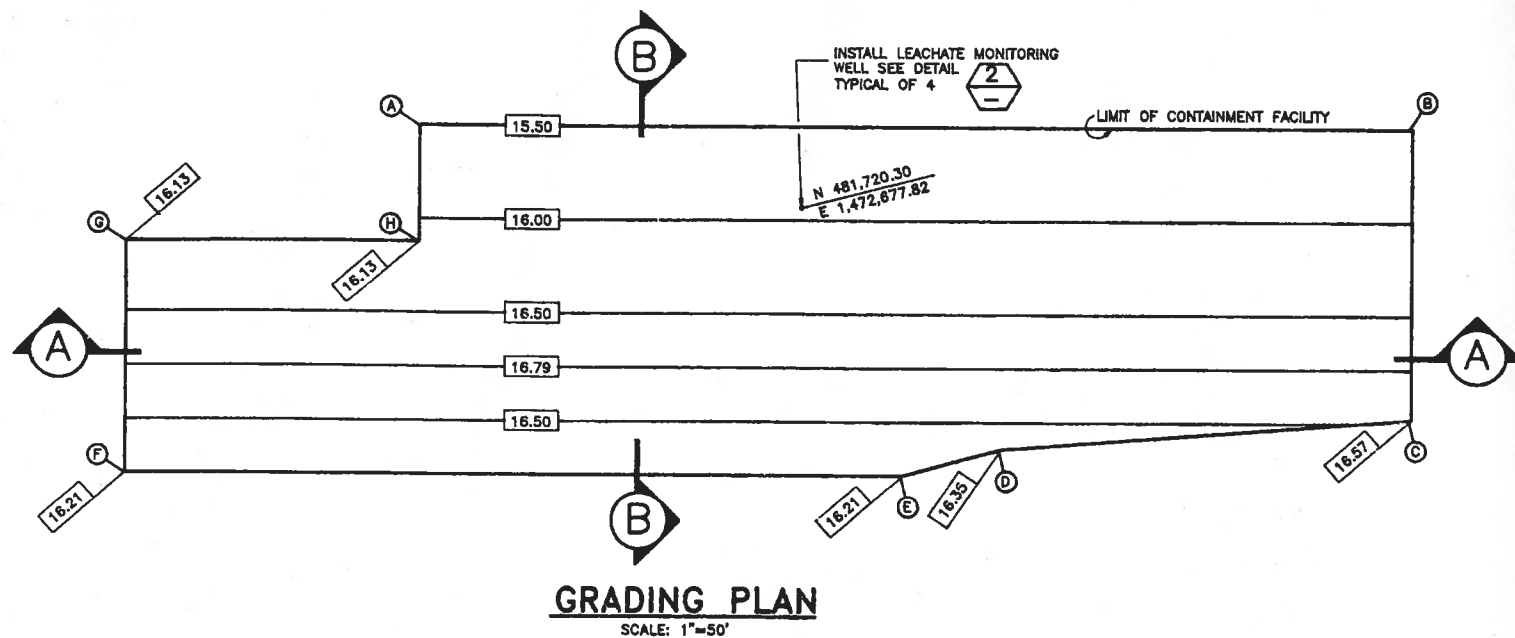 B
INSTALL LEACHATE MONITORING
WELL SEE DETAIL
TYPICAL OF 4
2
–
A
15.50
LIMIT OF CONTAINMENT FACILITY
B
16.13
N 481,720.30
E 1,472,677.82
G
H
16.00
16.13
16.50
A
A
16.79
16.50
F
16.21
16.57
C
E
D
16.21
16.35
B
GRADING PLAN
SCALE: 1"=50'